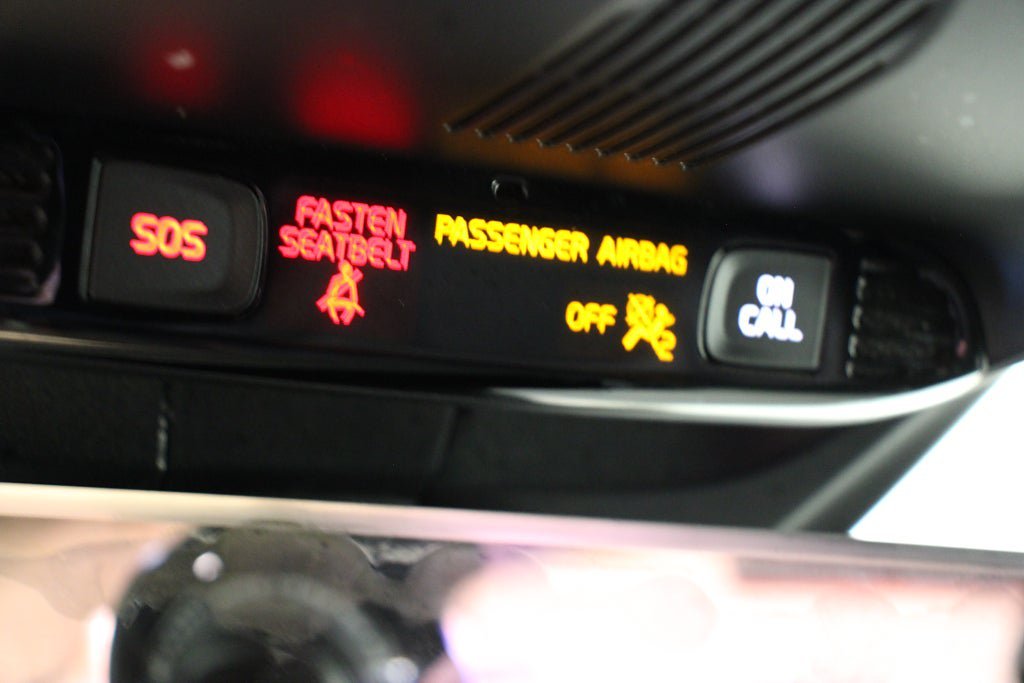 SOS
FASTEN
SEATBELT
PASSENGER AIRBAG
OFF
ON
CALL